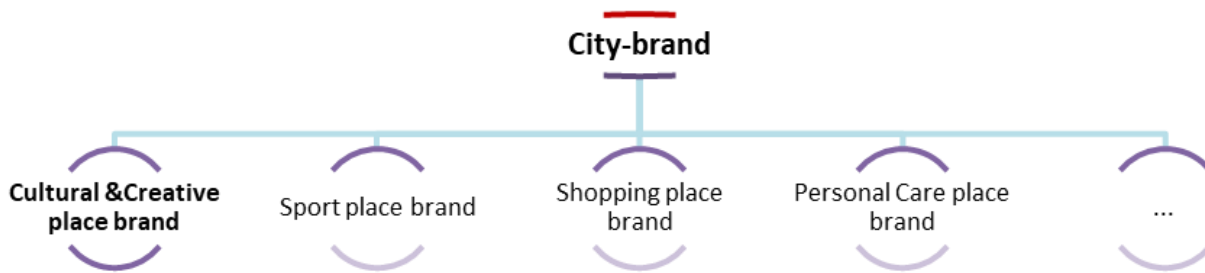 City-brand
Cultural &Creative
place brand
Sport place brand
Shopping place
brand
Personal Care place
brand
...